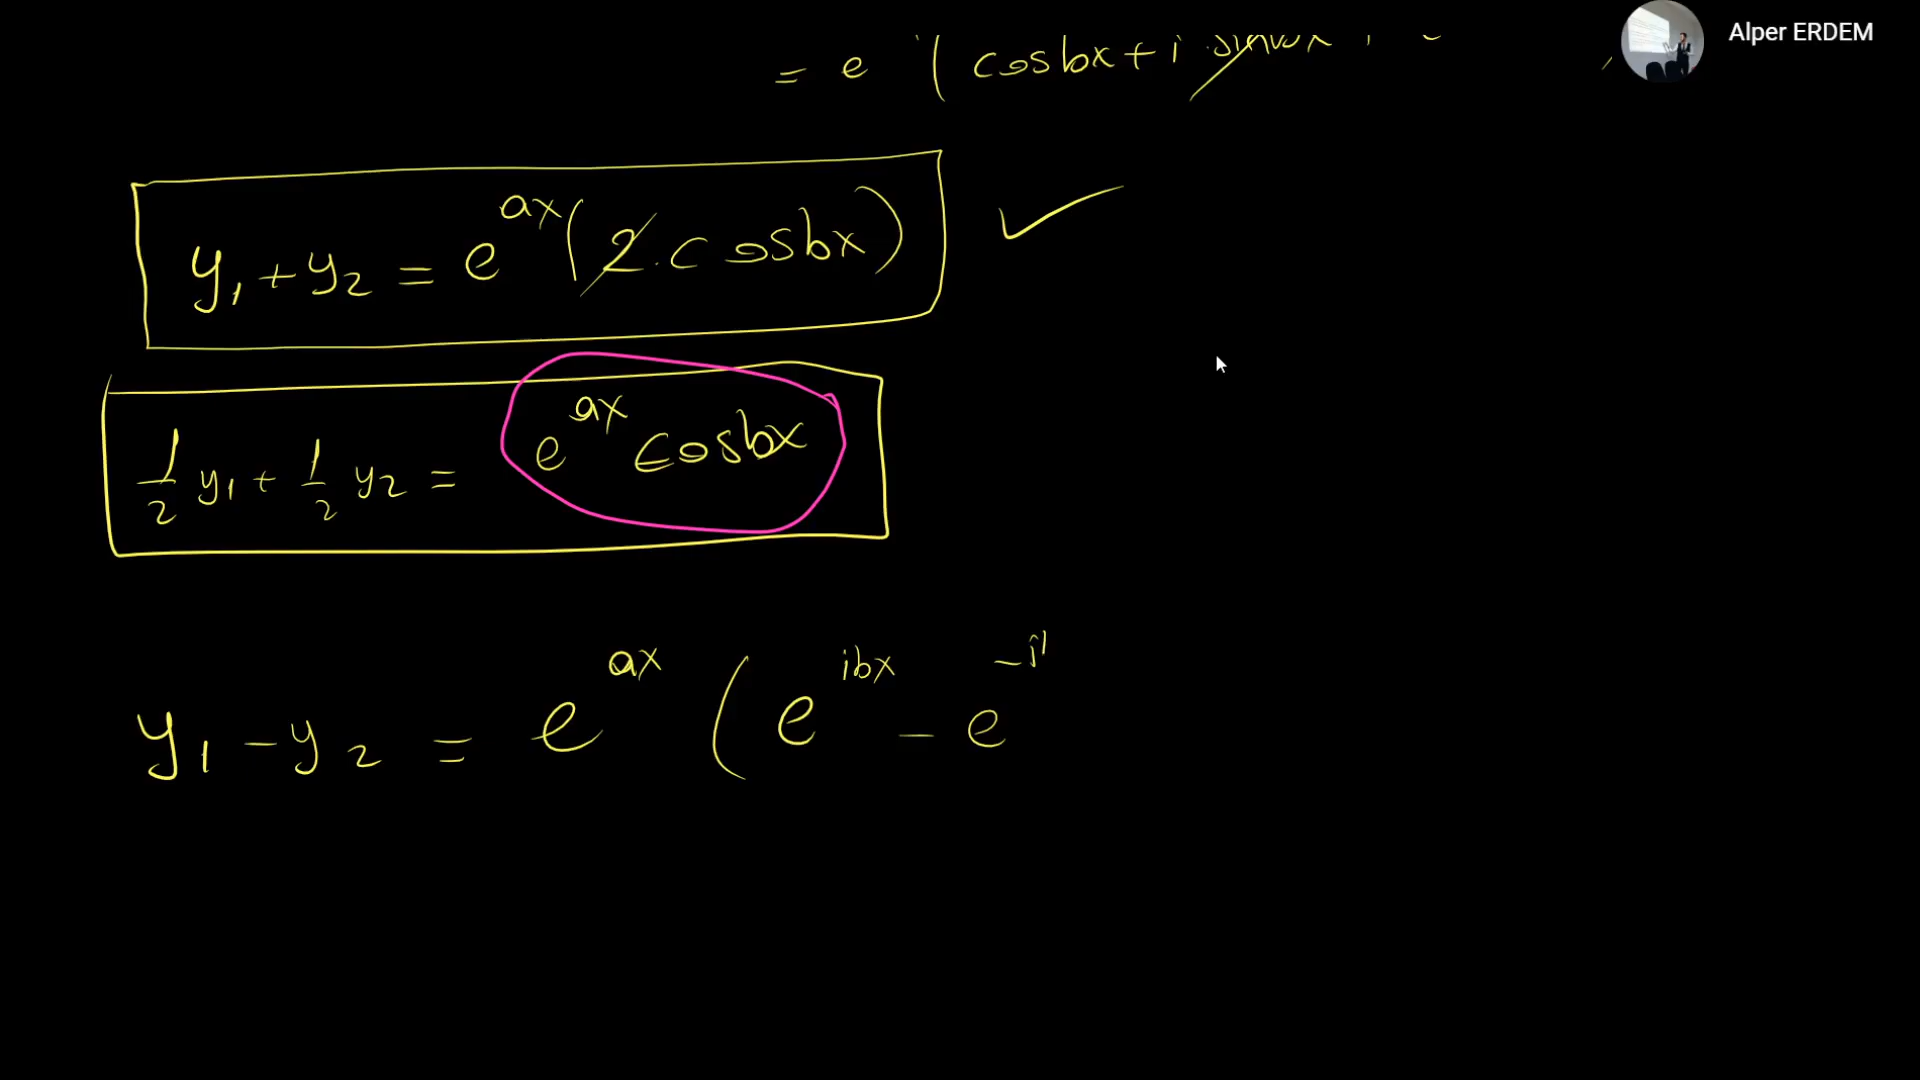 Alper ERDEM
= e ( cosbx + i
y₁ + y₂ = e^{ax} (2 . cosbx)
1/2 y₁ + 1/2 y₂ = e^{ax} cosbx
y₁ - y₂ = e^{ax} ( e^{ibx} - e^{-i}